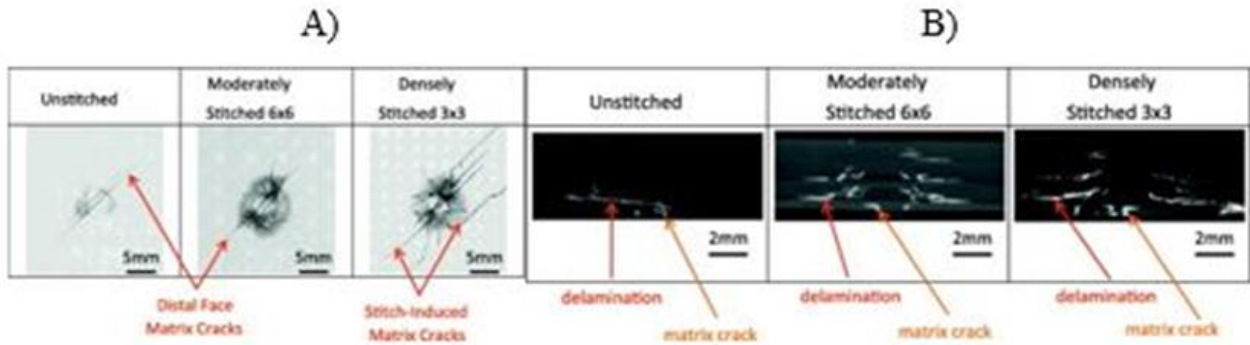 A)
B)
Unstitched
Moderately
Stitched 6x6
Densely
Stitched 3x3
Unstitched
Moderately
Stitched 6x6
Densely
Stitched 3x3
5mm
5mm
5mm
2mm
2mm
2mm
Distal Face
Matrix Cracks
Stitch-Induced
Matrix Cracks
delamination
delamination
delamination
matrix crack
matrix crack
matrix crack